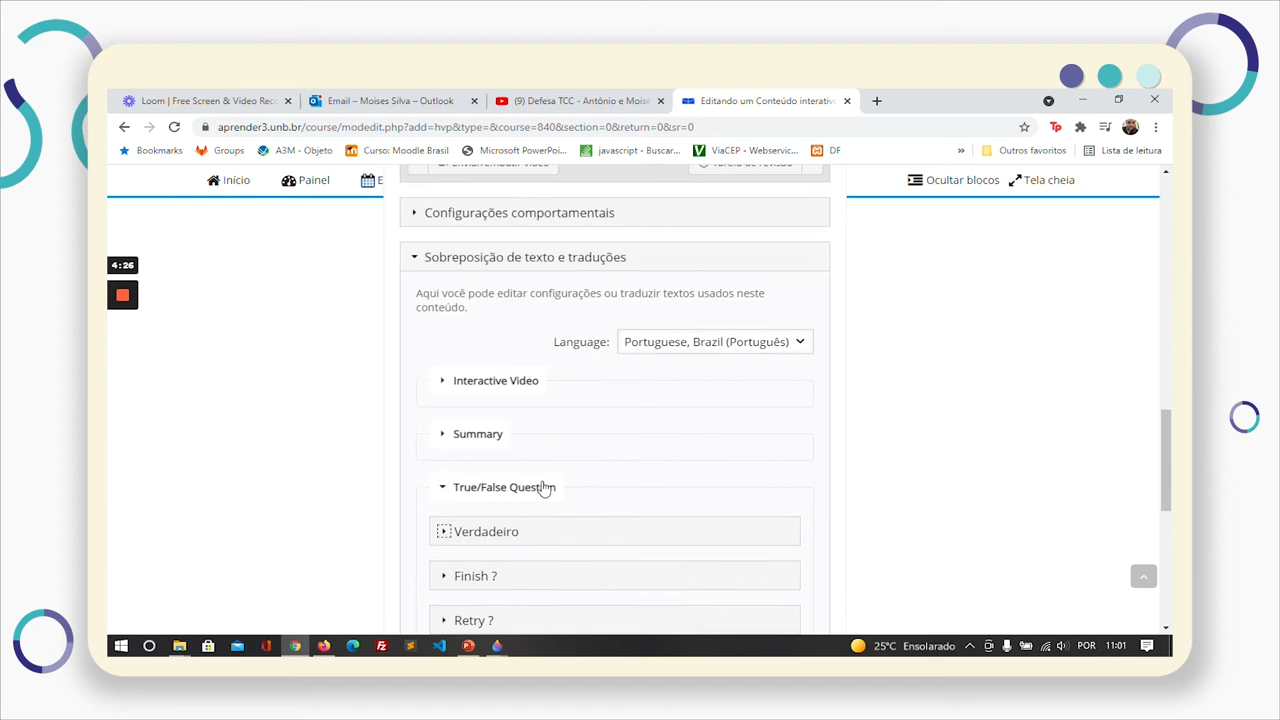 Loom | Free Screen & Video Rec
Email – Moises Silva – Outlook
(9) Defesa TCC - Antônio e Moise
Editando um Conteúdo interativ
aprender3.unb.br/course/modedit.php?add=hvp&type=&course=840&section=0&return=0&sr=0
Bookmarks
Groups
A3M - Objeto
Curso: Moodle Brasil
Microsoft PowerPoi...
javascript - Buscar...
ViaCEP - Webservic...
DF
»
Outros favoritos
Lista de leitura
Início
Painel
E
Ocultar blocos
Tela cheia
4:26
Configurações comportamentais
Sobreposição de texto e traduções
Aqui você pode editar configurações ou traduzir textos usados neste
conteúdo.
Language: Portuguese, Brazil (Português)
Interactive Video
Summary
True/False Question
Verdadeiro
Finish ?
Retry ?
25°C Ensolarado
POR
11:01